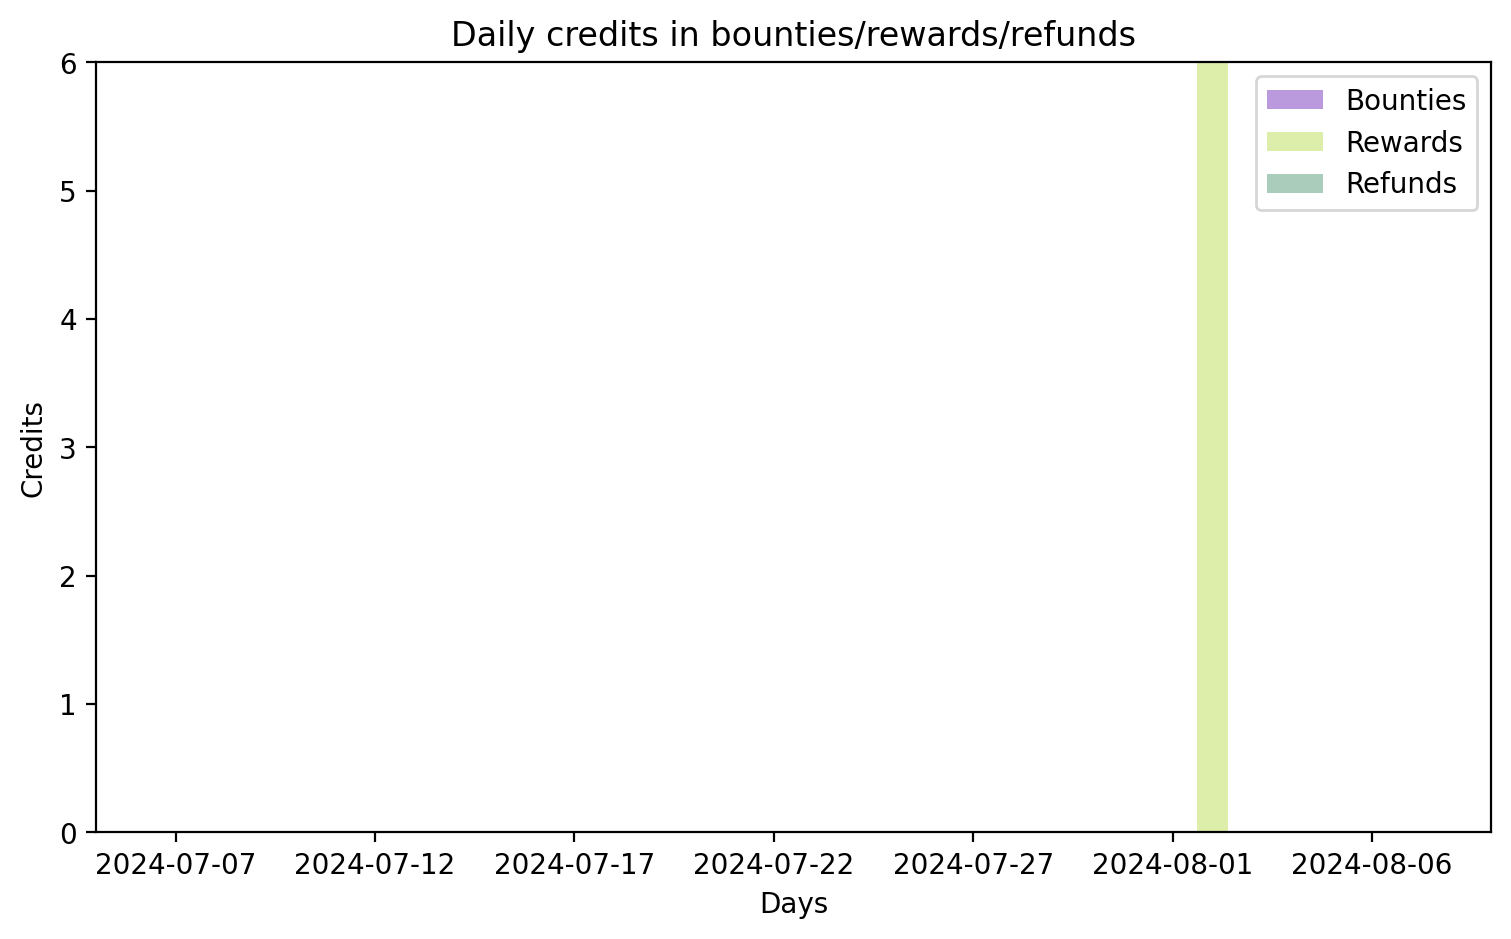 Daily credits in bounties/rewards/refunds
6
5
4
3
2
1
0
Credits
Bounties
Rewards
Refunds
2024-07-07 2024-07-12 2024-07-17 2024-07-22 2024-07-27 2024-08-01 2024-08-06
Days